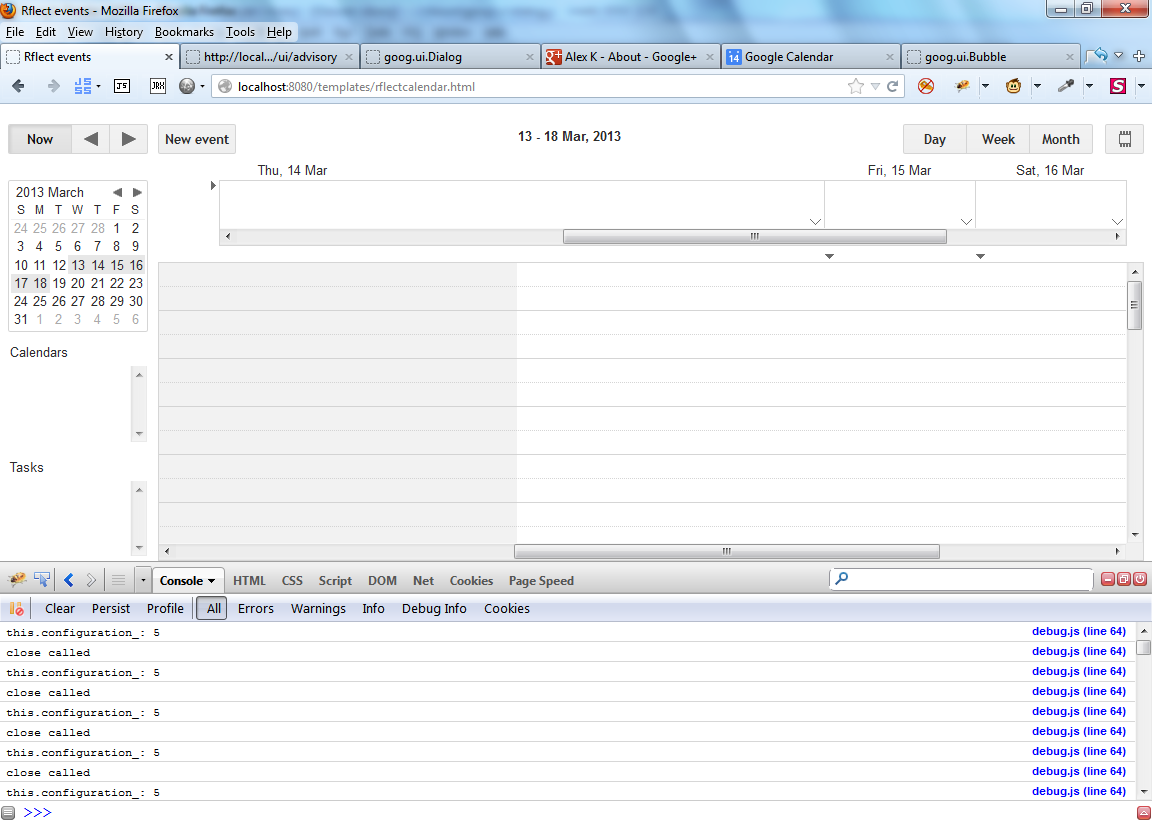 Rflect events - Mozilla Firefox
File Edit View History Bookmarks Tools Help
Rflect events http://local.../ui/advisory goog.ui.Dialog Alex K - About - Google+ Google Calendar goog.ui.Bubble
localhost:8080/templates/rflectcalendar.html
Now New event 13 - 18 Mar, 2013 Day Week Month
Thu, 14 Mar Fri, 15 Mar Sat, 16 Mar
2013 March
S M T W T F S
24 25 26 27 28 1 2
3 4 5 6 7 8 9
10 11 12 13 14 15 16
17 18 19 20 21 22 23
24 25 26 27 28 29 30
31 1 2 3 4 5 6
Calendars
Tasks
Console HTML CSS Script DOM Net Cookies Page Speed
Clear Persist Profile All Errors Warnings Info Debug Info Cookies
this.configuration_: 5 debug.js (line 64)
close called debug.js (line 64)
this.configuration_: 5 debug.js (line 64)
close called debug.js (line 64)
this.configuration_: 5 debug.js (line 64)
close called debug.js (line 64)
this.configuration_: 5 debug.js (line 64)
close called debug.js (line 64)
this.configuration_: 5 debug.js (line 64)
>>>